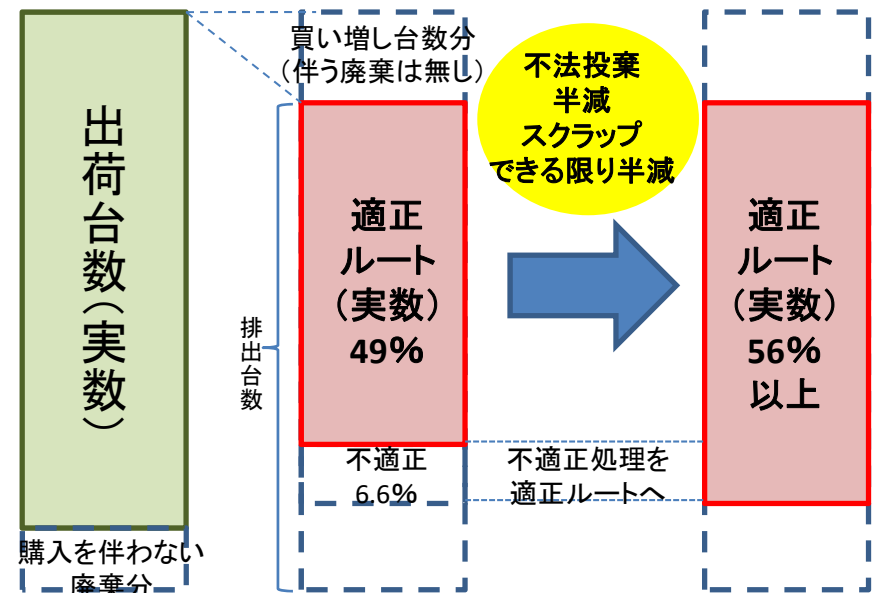 出荷台数（実数）
購入を伴わない
廃棄分
買い増し台数分
（伴う廃棄は無し）
排出台数
適正
ルート
（実数）
49%
不適正
6.6%
不法投棄
半減
スクラップ
できる限り半減
不適正処理を
適正ルートへ
適正
ルート
（実数）
56%
以上